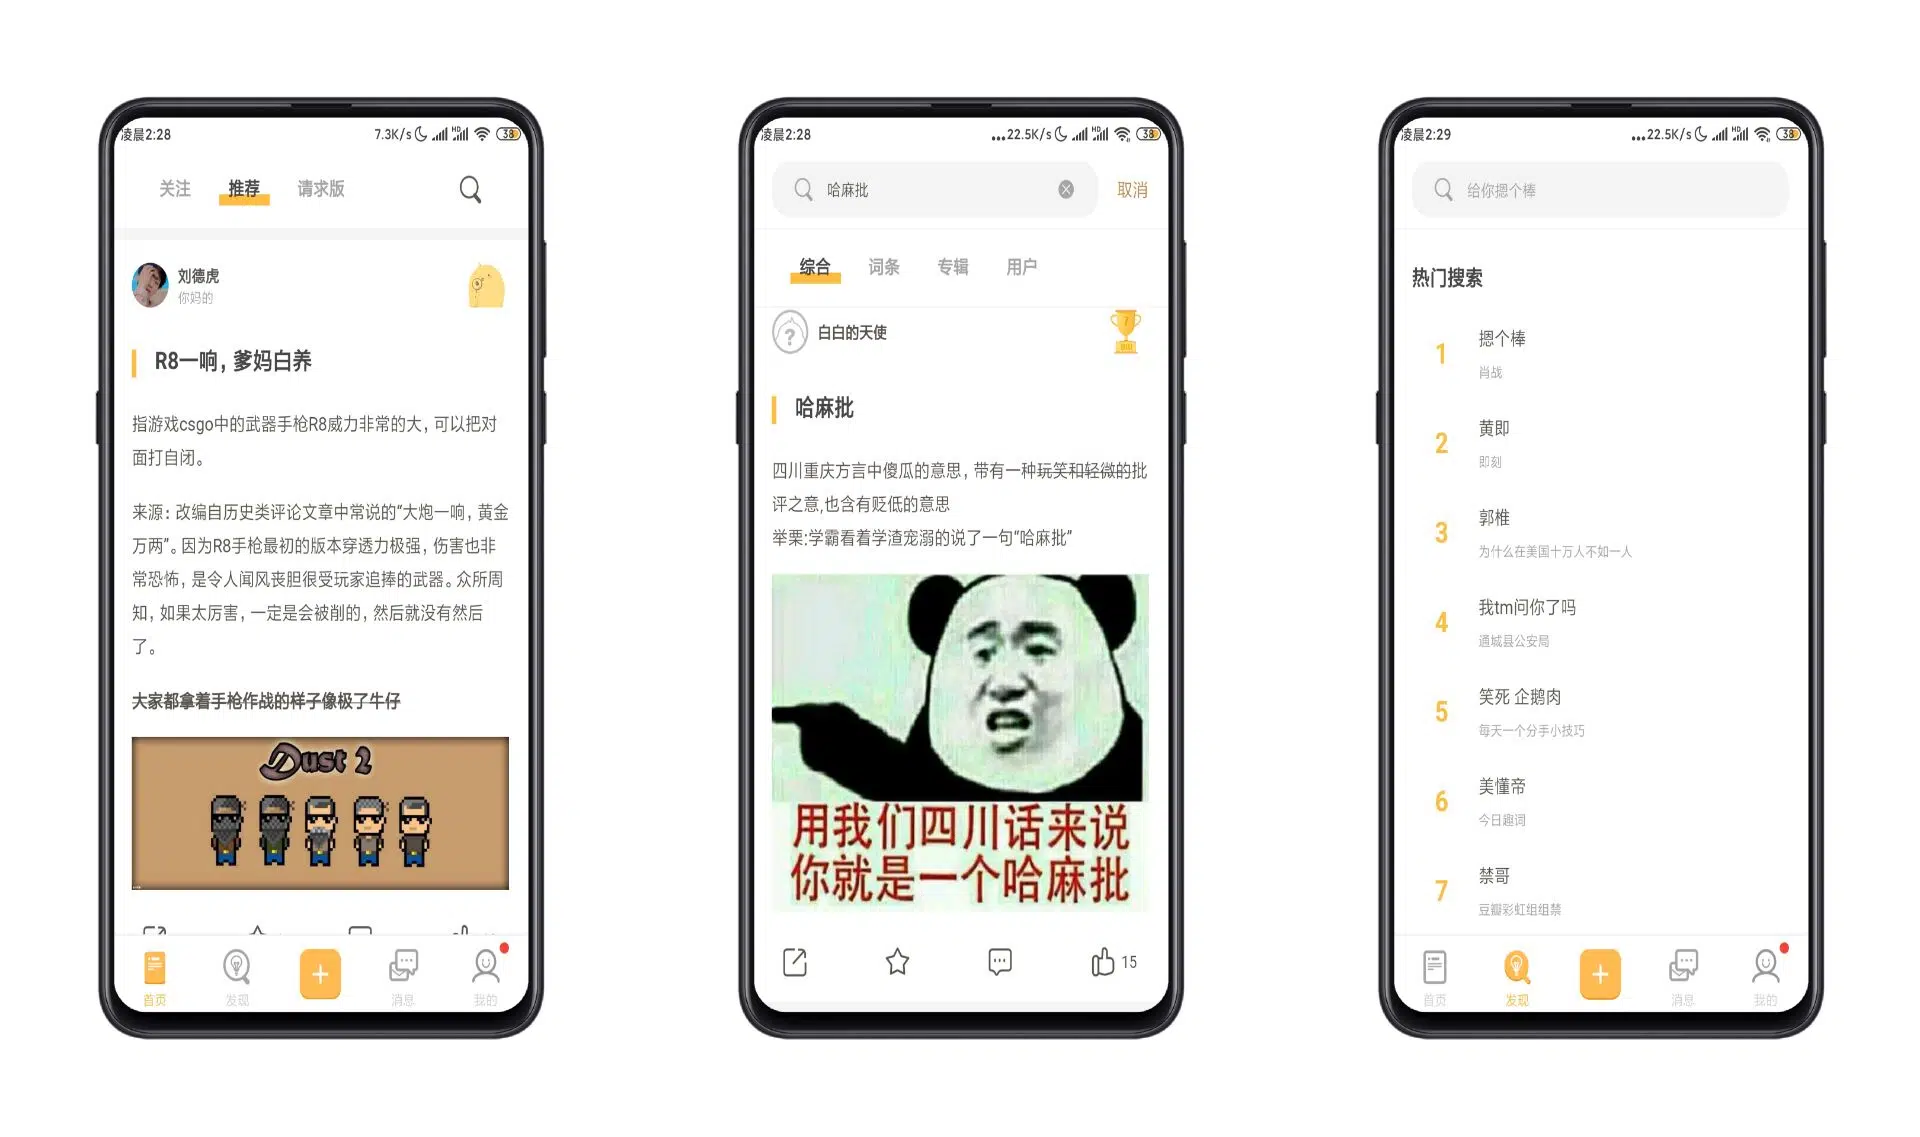 凌晨2:28
7.3K/s
HD
38
关注
推荐
请求版
刘德虎
你妈的
R8一响，爹妈白养
指游戏csgo中的武器手枪R8威力非常的大，可以把对
面打自闭。
来源：改编自历史类评论文章中常说的“大炮一响，黄金
万两”。因为R8手枪最初的版本穿透力极强，伤害也非
常恐怖，是令人闻风丧胆很受玩家追捧的武器。众所周
知，如果太厉害，一定是会被削的，然后就没有然后
了。
大家都拿着手枪作战的样子像极了牛仔
Dust 2
首页
发现
消息
我的
凌晨2:28
...22.5K/s
HD
38
哈麻批
取消
综合
词条
专辑
用户
白白的天使
哈麻批
四川重庆方言中傻瓜的意思，带有一种玩笑和轻微的批
评之意,也含有贬低的意思
举栗:学霸看着学渣宠溺的说了一句“哈麻批”
用我们四川话来说
你就是一个哈麻批
15
凌晨2:29
...22.5K/s
HD
38
给你摁个棒
热门搜索
1
摁个棒
肖战
2
黄即
即刻
3
郭椎
为什么在美国十万人不如一人
4
我tm问你了吗
通城县公安局
5
笑死 企鹅肉
每天一个分手小技巧
6
美懂帝
今日趣词
7
禁哥
豆瓣彩虹组组禁
首页
发现
消息
我的